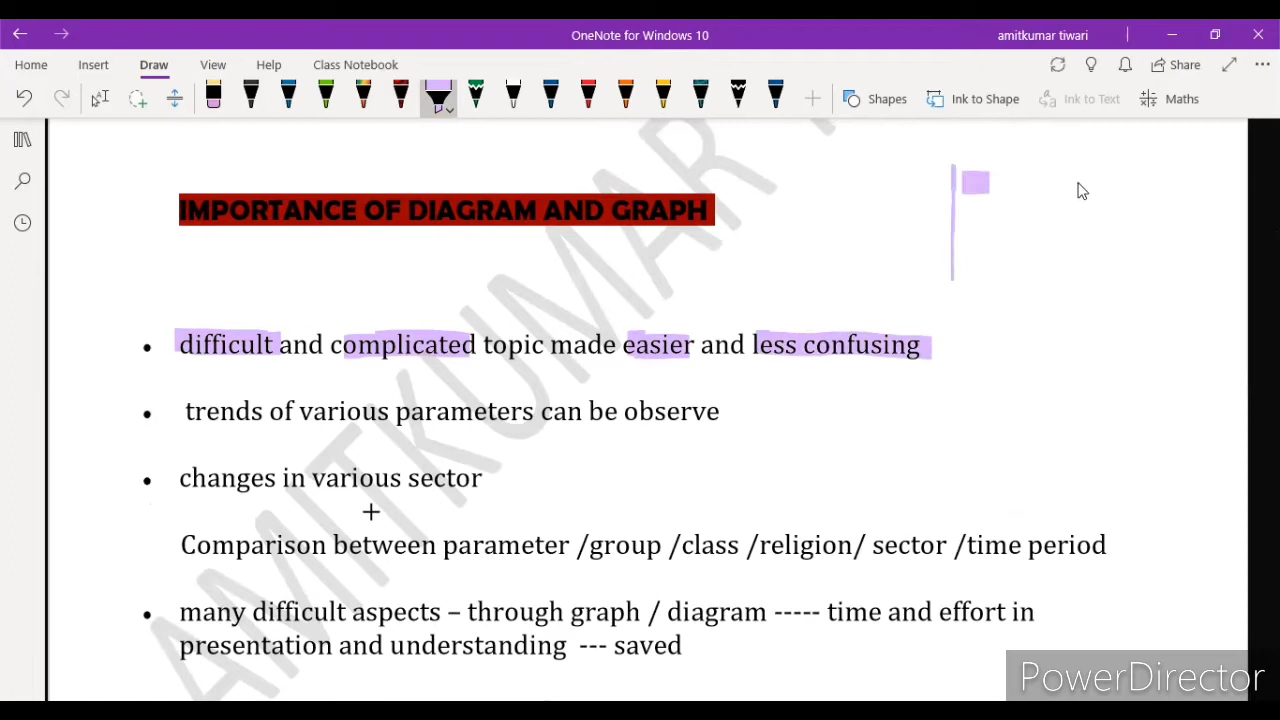 OneNote for Windows 10
amitkumar tiwari
Home Insert Draw View Help Class Notebook
Share
Shapes Ink to Shape Ink to Text Maths
IMPORTANCE OF DIAGRAM AND GRAPH
• difficult and complicated topic made easier and less confusing
• trends of various parameters can be observe
• changes in various sector
+
Comparison between parameter /group /class /religion/ sector /time period
• many difficult aspects – through graph / diagram ----- time and effort in
presentation and understanding --- saved
AMITKUMAR
PowerDirector